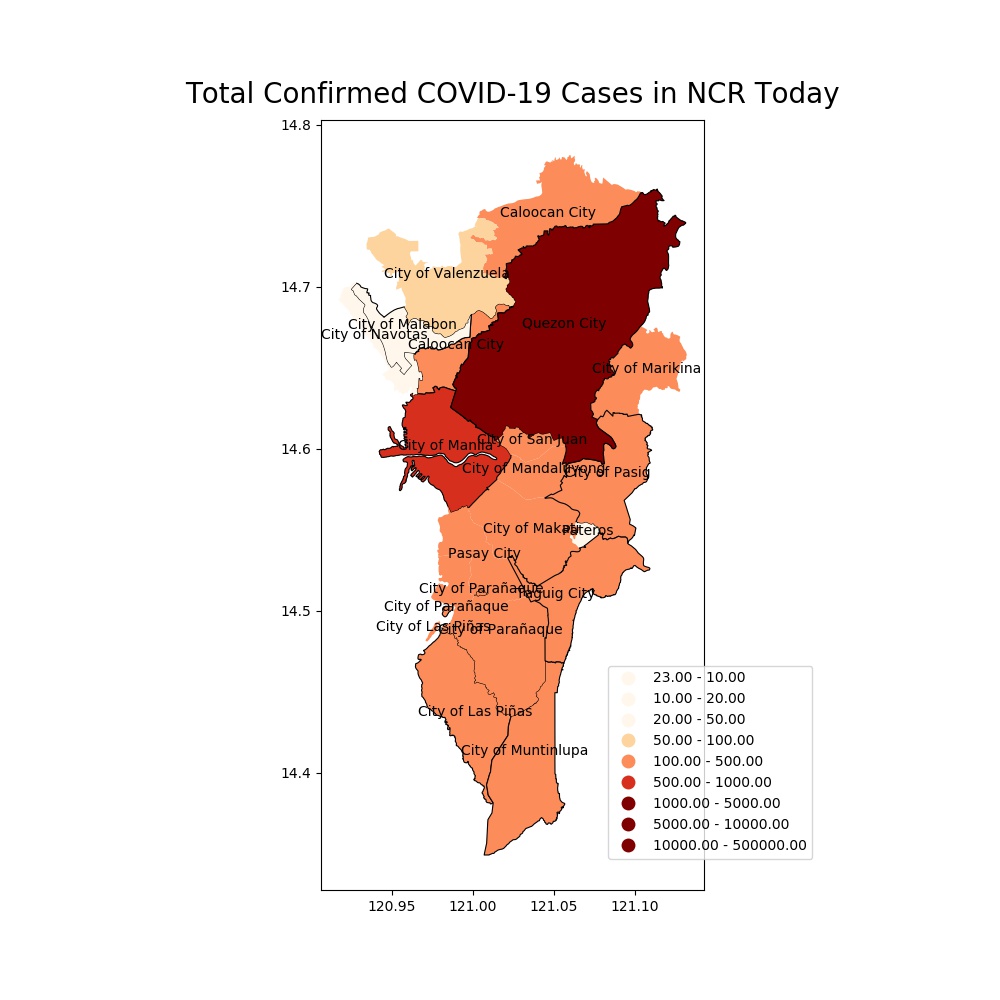 Total Confirmed COVID-19 Cases in NCR Today
14.8
14.7
14.6
14.5
14.4
120.95
121.00
121.05
121.10
Caloocan City
City of Valenzuela
City of Malabon
Quezon City
City of Navotas
Caloocan City
City of Marikina
City of San Juan
City of Manila
City of Mandaluyong
City of Pasig
City of Makati
Pateros
Pasay City
City of Parañaque
Taguig City
City of Parañaque
City of Las Piñas
City of Parañaque
City of Las Piñas
City of Muntinlupa
23.00 - 10.00
10.00 - 20.00
20.00 - 50.00
50.00 - 100.00
100.00 - 500.00
500.00 - 1000.00
1000.00 - 5000.00
5000.00 - 10000.00
10000.00 - 500000.00